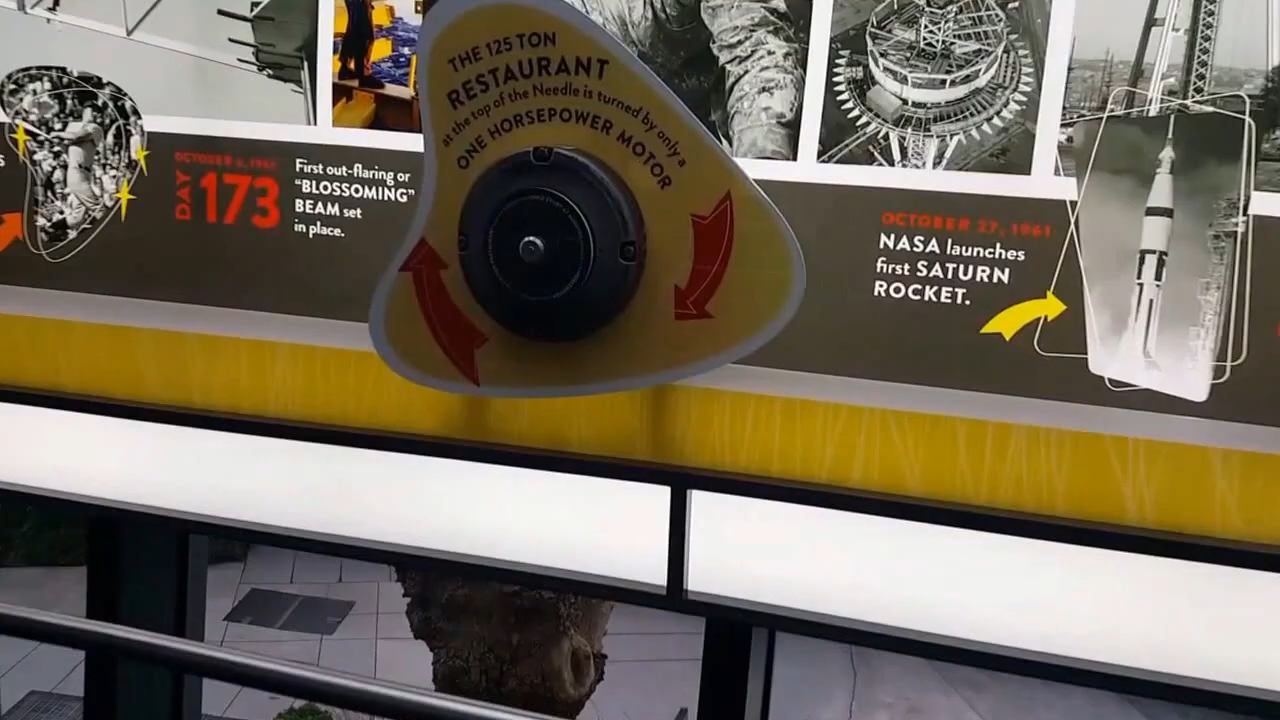 THE 125 TON
RESTAURANT
at the top of the Needle is turned by only a
ONE HORSEPOWER MOTOR
DAY
173
First out-flaring or
"BLOSSOMING"
BEAM set
in place.
OCTOBER 27, 1961
NASA launches
first SATURN
ROCKET.